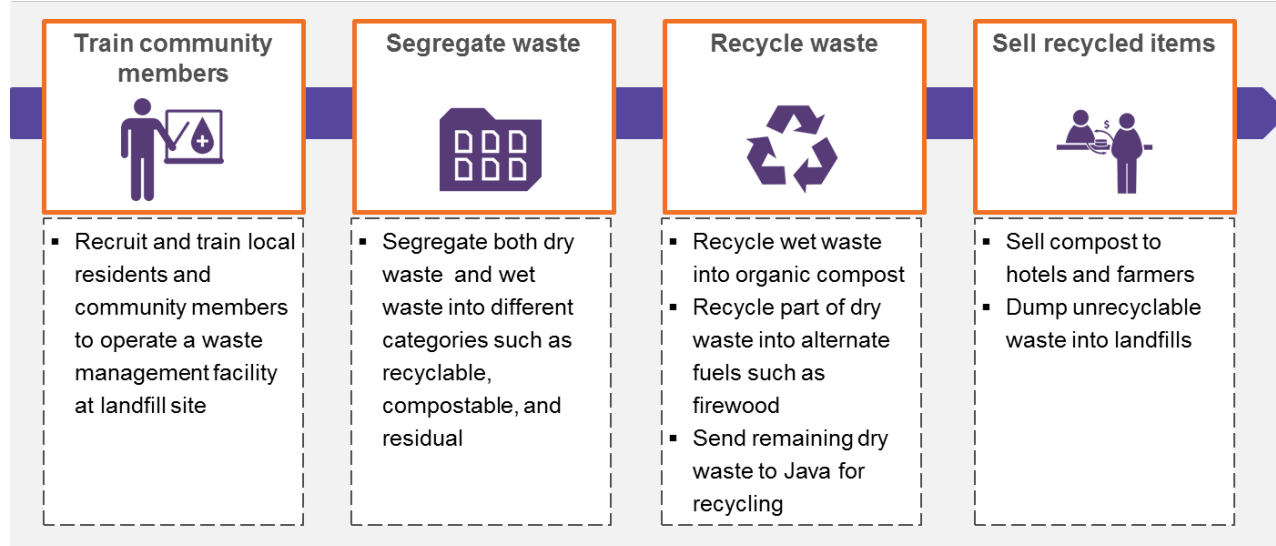 Train community
members
Segregate waste
Recycle waste
Sell recycled items
$
▪ Recruit and train local
residents and
community members
to operate a waste
management facility
at landfill site
▪ Segregate both dry
waste and wet
waste into different
categories such as
recyclable,
compostable, and
residual
▪ Recycle wet waste
into organic compost
▪ Recycle part of dry
waste into alternate
fuels such as
firewood
▪ Send remaining dry
waste to Java for
recycling
▪ Sell compost to
hotels and farmers
▪ Dump unrecyclable
waste into landfills